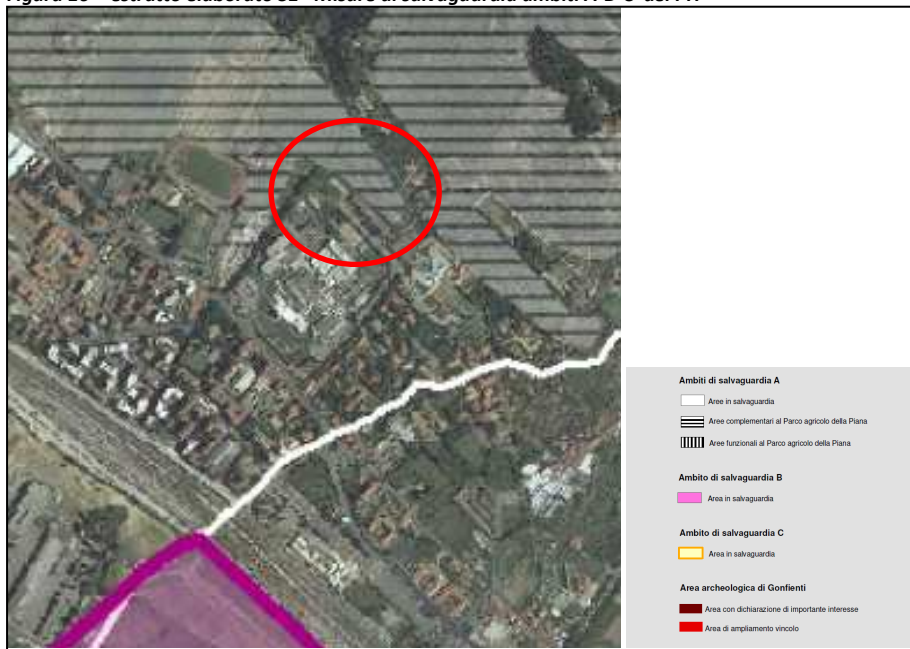 Ambiti di salvaguardia A
Aree in salvaguardia
Aree complementari al Parco agricolo della Piana
Aree funzionali al Parco agricolo della Piana
Ambito di salvaguardia B
Area in salvaguardia
Ambito di salvaguardia C
Area in salvaguardia
Area archeologica di Gonfienti
Area con dichiarazione di importante interesse
Area di ampliamento vincolo